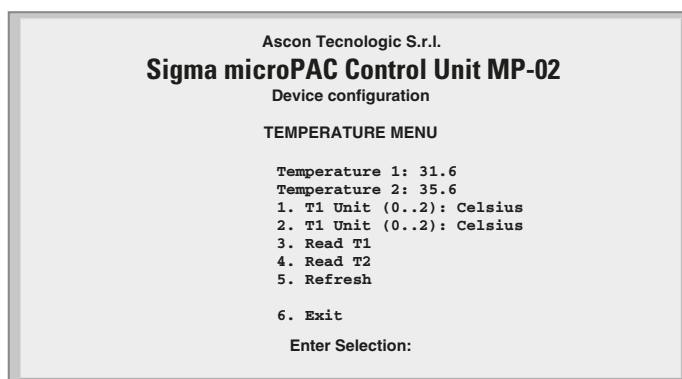 Ascon Tecnologic S.r.l.
Sigma microPAC Control Unit MP-02
Device configuration
TEMPERATURE MENU
Temperature 1: 31.6
Temperature 2: 35.6
1. T1 Unit (0..2): Celsius
2. T1 Unit (0..2): Celsius
3. Read T1
4. Read T2
5. Refresh
6. Exit
Enter Selection: